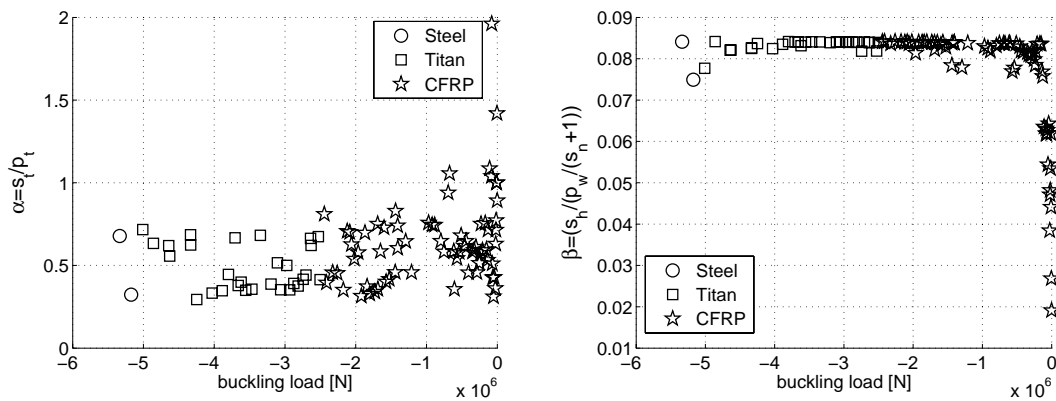 2
1.5
1
0.5
0
α=s_t/p_t
Steel
Titan
CFRP
−6 −5 −4 −3 −2 −1 0
buckling load [N]
x 10^6
0.09
0.08
0.07
0.06
0.05
0.04
0.03
0.02
0.01
β=(s_h/(p_w/(s_n+1))
Steel
Titan
CFRP
−6 −5 −4 −3 −2 −1 0
buckling load [N]
x 10^6